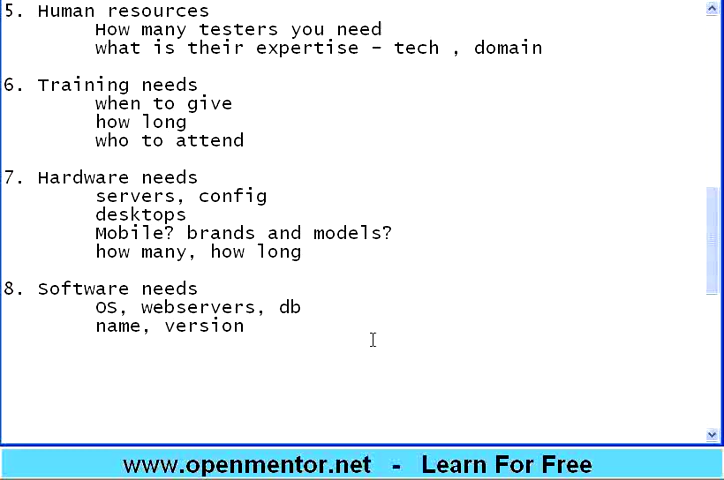 5. Human resources
How many testers you need
what is their expertise – tech , domain
6. Training needs
when to give
how long
who to attend
7. Hardware needs
servers, config
desktops
Mobile? brands and models?
how many, how long
8. Software needs
OS, webservers, db
name, version
www.openmentor.net - Learn For Free